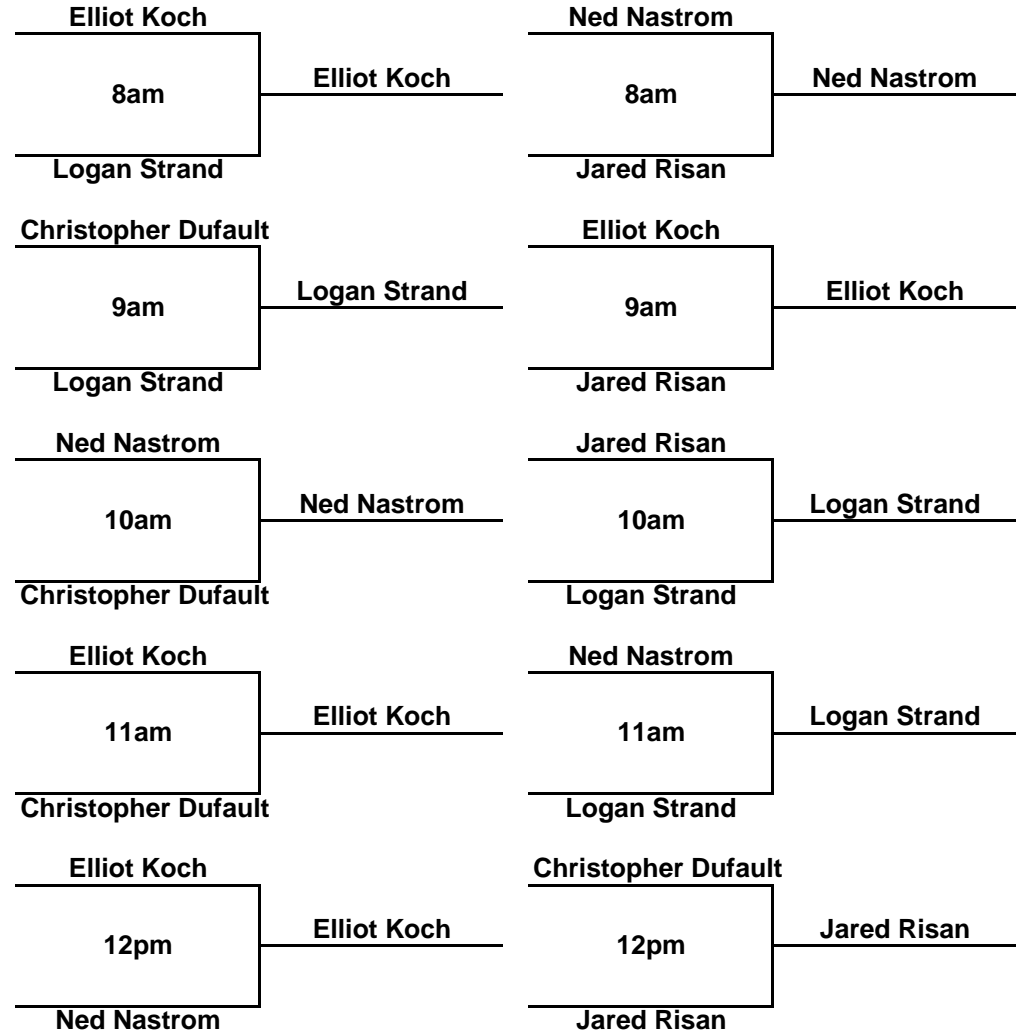 Elliot Koch
8am
Elliot Koch
Logan Strand
Ned Nastrom
8am
Ned Nastrom
Jared Risan
Christopher Dufault
9am
Logan Strand
Logan Strand
Elliot Koch
9am
Elliot Koch
Jared Risan
Ned Nastrom
10am
Ned Nastrom
Christopher Dufault
Jared Risan
10am
Logan Strand
Logan Strand
Elliot Koch
11am
Elliot Koch
Christopher Dufault
Ned Nastrom
11am
Logan Strand
Logan Strand
Elliot Koch
12pm
Elliot Koch
Ned Nastrom
Christopher Dufault
12pm
Jared Risan
Jared Risan